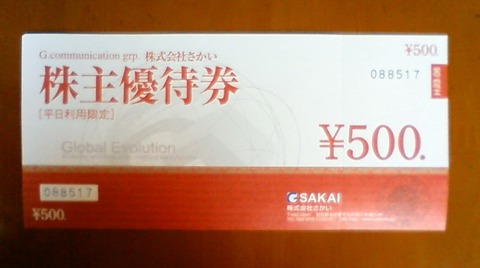 G.communication grp. 株式会社さかい
¥500.
088517
株主優待券
[平日利用限定]
Global Evolution
¥500.
088517
¥500.
SAKAI
株式会社さかい